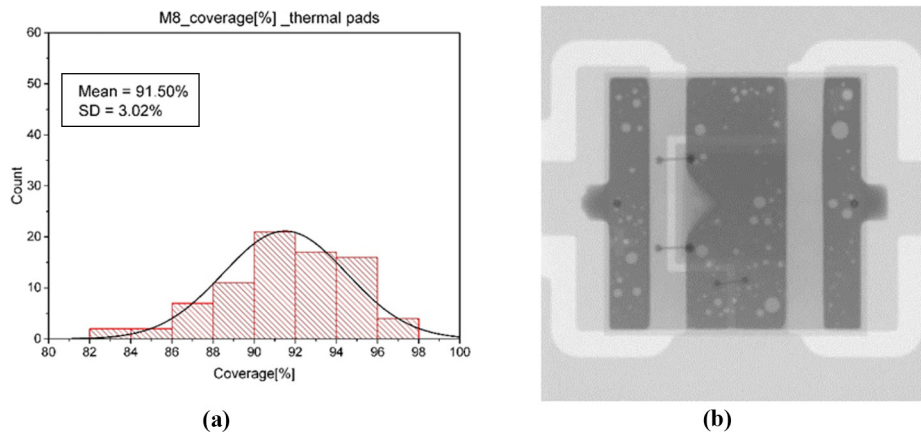 M8_coverage[%] _thermal pads
Mean = 91.50%
SD = 3.02%
Count
60
50
40
30
20
10
0
80 82 84 86 88 90 92 94 96 98 100
Coverage[%]
(a) (b)